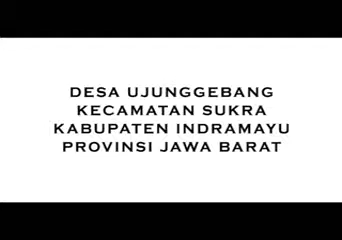 DESA UJUNGGEBANG
KECAMATAN SUKRA
KABUPATEN INDRAMAYU
PROVINSI JAWA BARAT